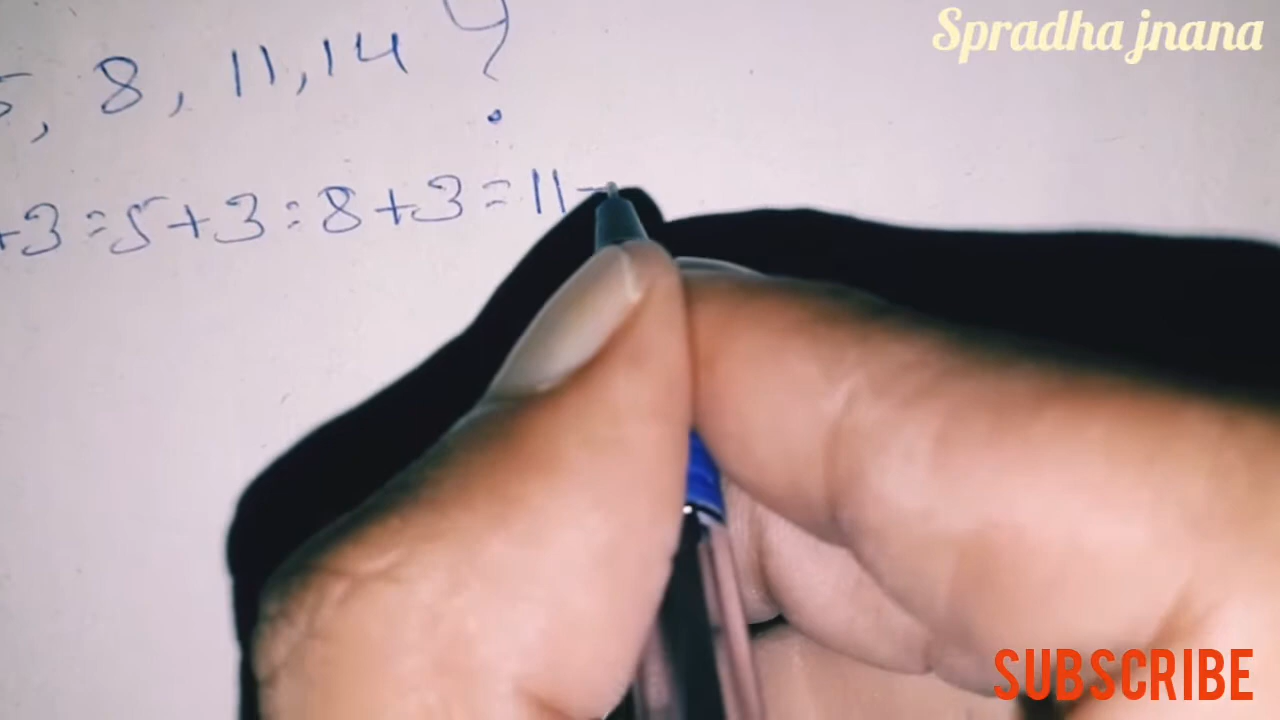 Spradha jnana
5, 8, 11, 14 ?
+3=5+3=8+3=11-
SUBSCRIBE